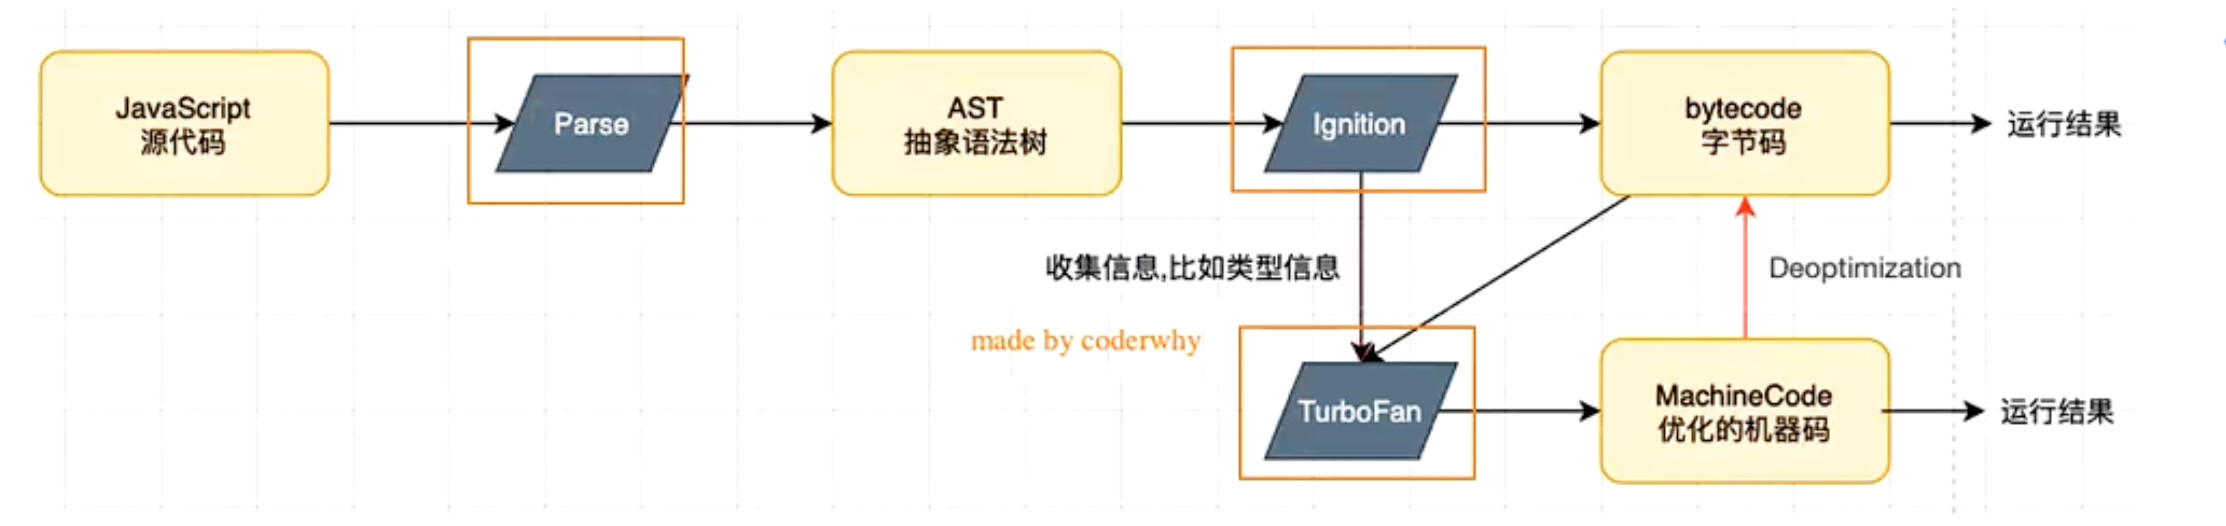 JavaScript
源代码
Parse
AST
抽象语法树
Ignition
bytecode
字节码
运行结果
收集信息,比如类型信息
Deoptimization
made by coderwhy
TurboFan
MachineCode
优化的机器码
运行结果